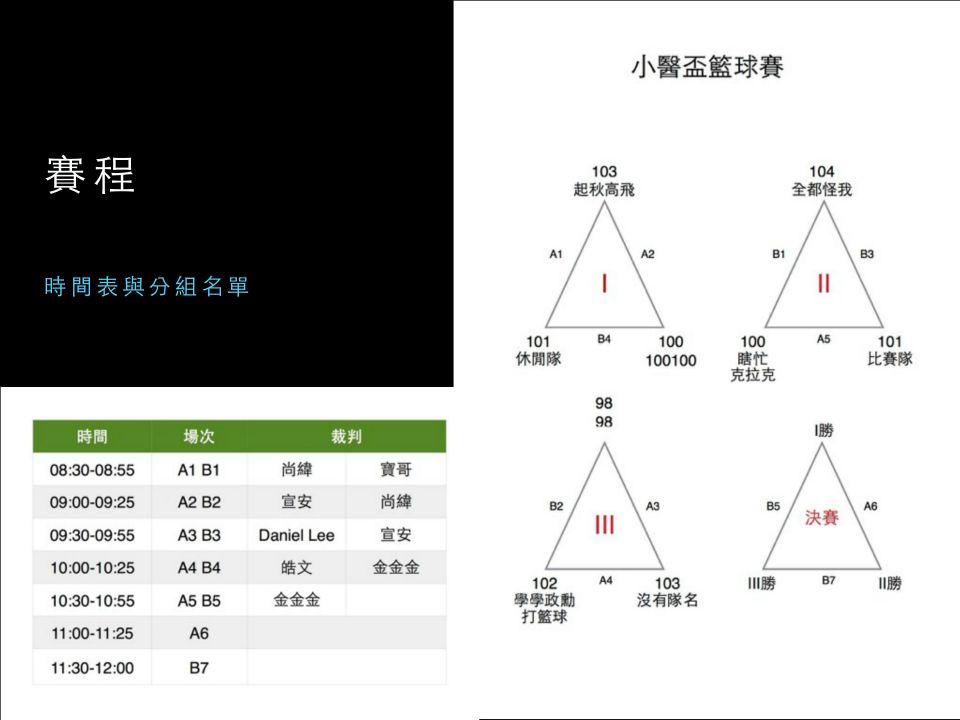 賽程
時間表與分組名單
小醫盃籃球賽
103
起秋高飛
A1
A2
I
101
休閒隊
B4
100
100100
104
全都怪我
B1
B3
II
100
瞎忙
克拉克
A5
101
比賽隊
98
98
B2
A3
III
102
學學政勳
打籃球
A4
103
沒有隊名
I勝
B5
A6
決賽
III勝
B7
II勝
時間 場次 裁判
08:30-08:55 A1 B1 尚緯 寶哥
09:00-09:25 A2 B2 宣安 尚緯
09:30-09:55 A3 B3 Daniel Lee 宣安
10:00-10:25 A4 B4 皓文 金金金
10:30-10:55 A5 B5 金金金
11:00-11:25 A6
11:30-12:00 B7